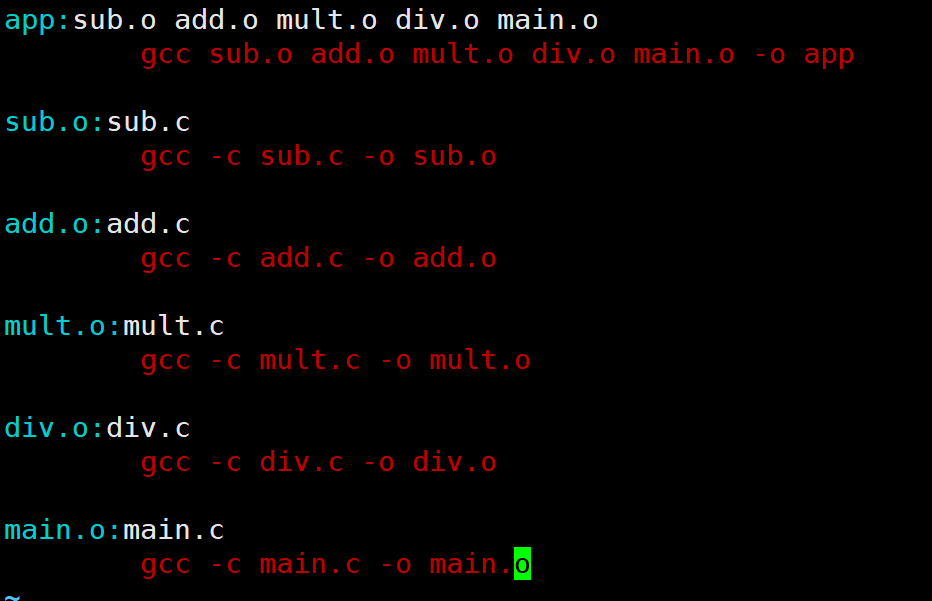 app:sub.o add.o mult.o div.o main.o
gcc sub.o add.o mult.o div.o main.o -o app
sub.o:sub.c
gcc -c sub.c -o sub.o
add.o:add.c
gcc -c add.c -o add.o
mult.o:mult.c
gcc -c mult.c -o mult.o
div.o:div.c
gcc -c div.c -o div.o
main.o:main.c
gcc -c main.c -o main.o
~